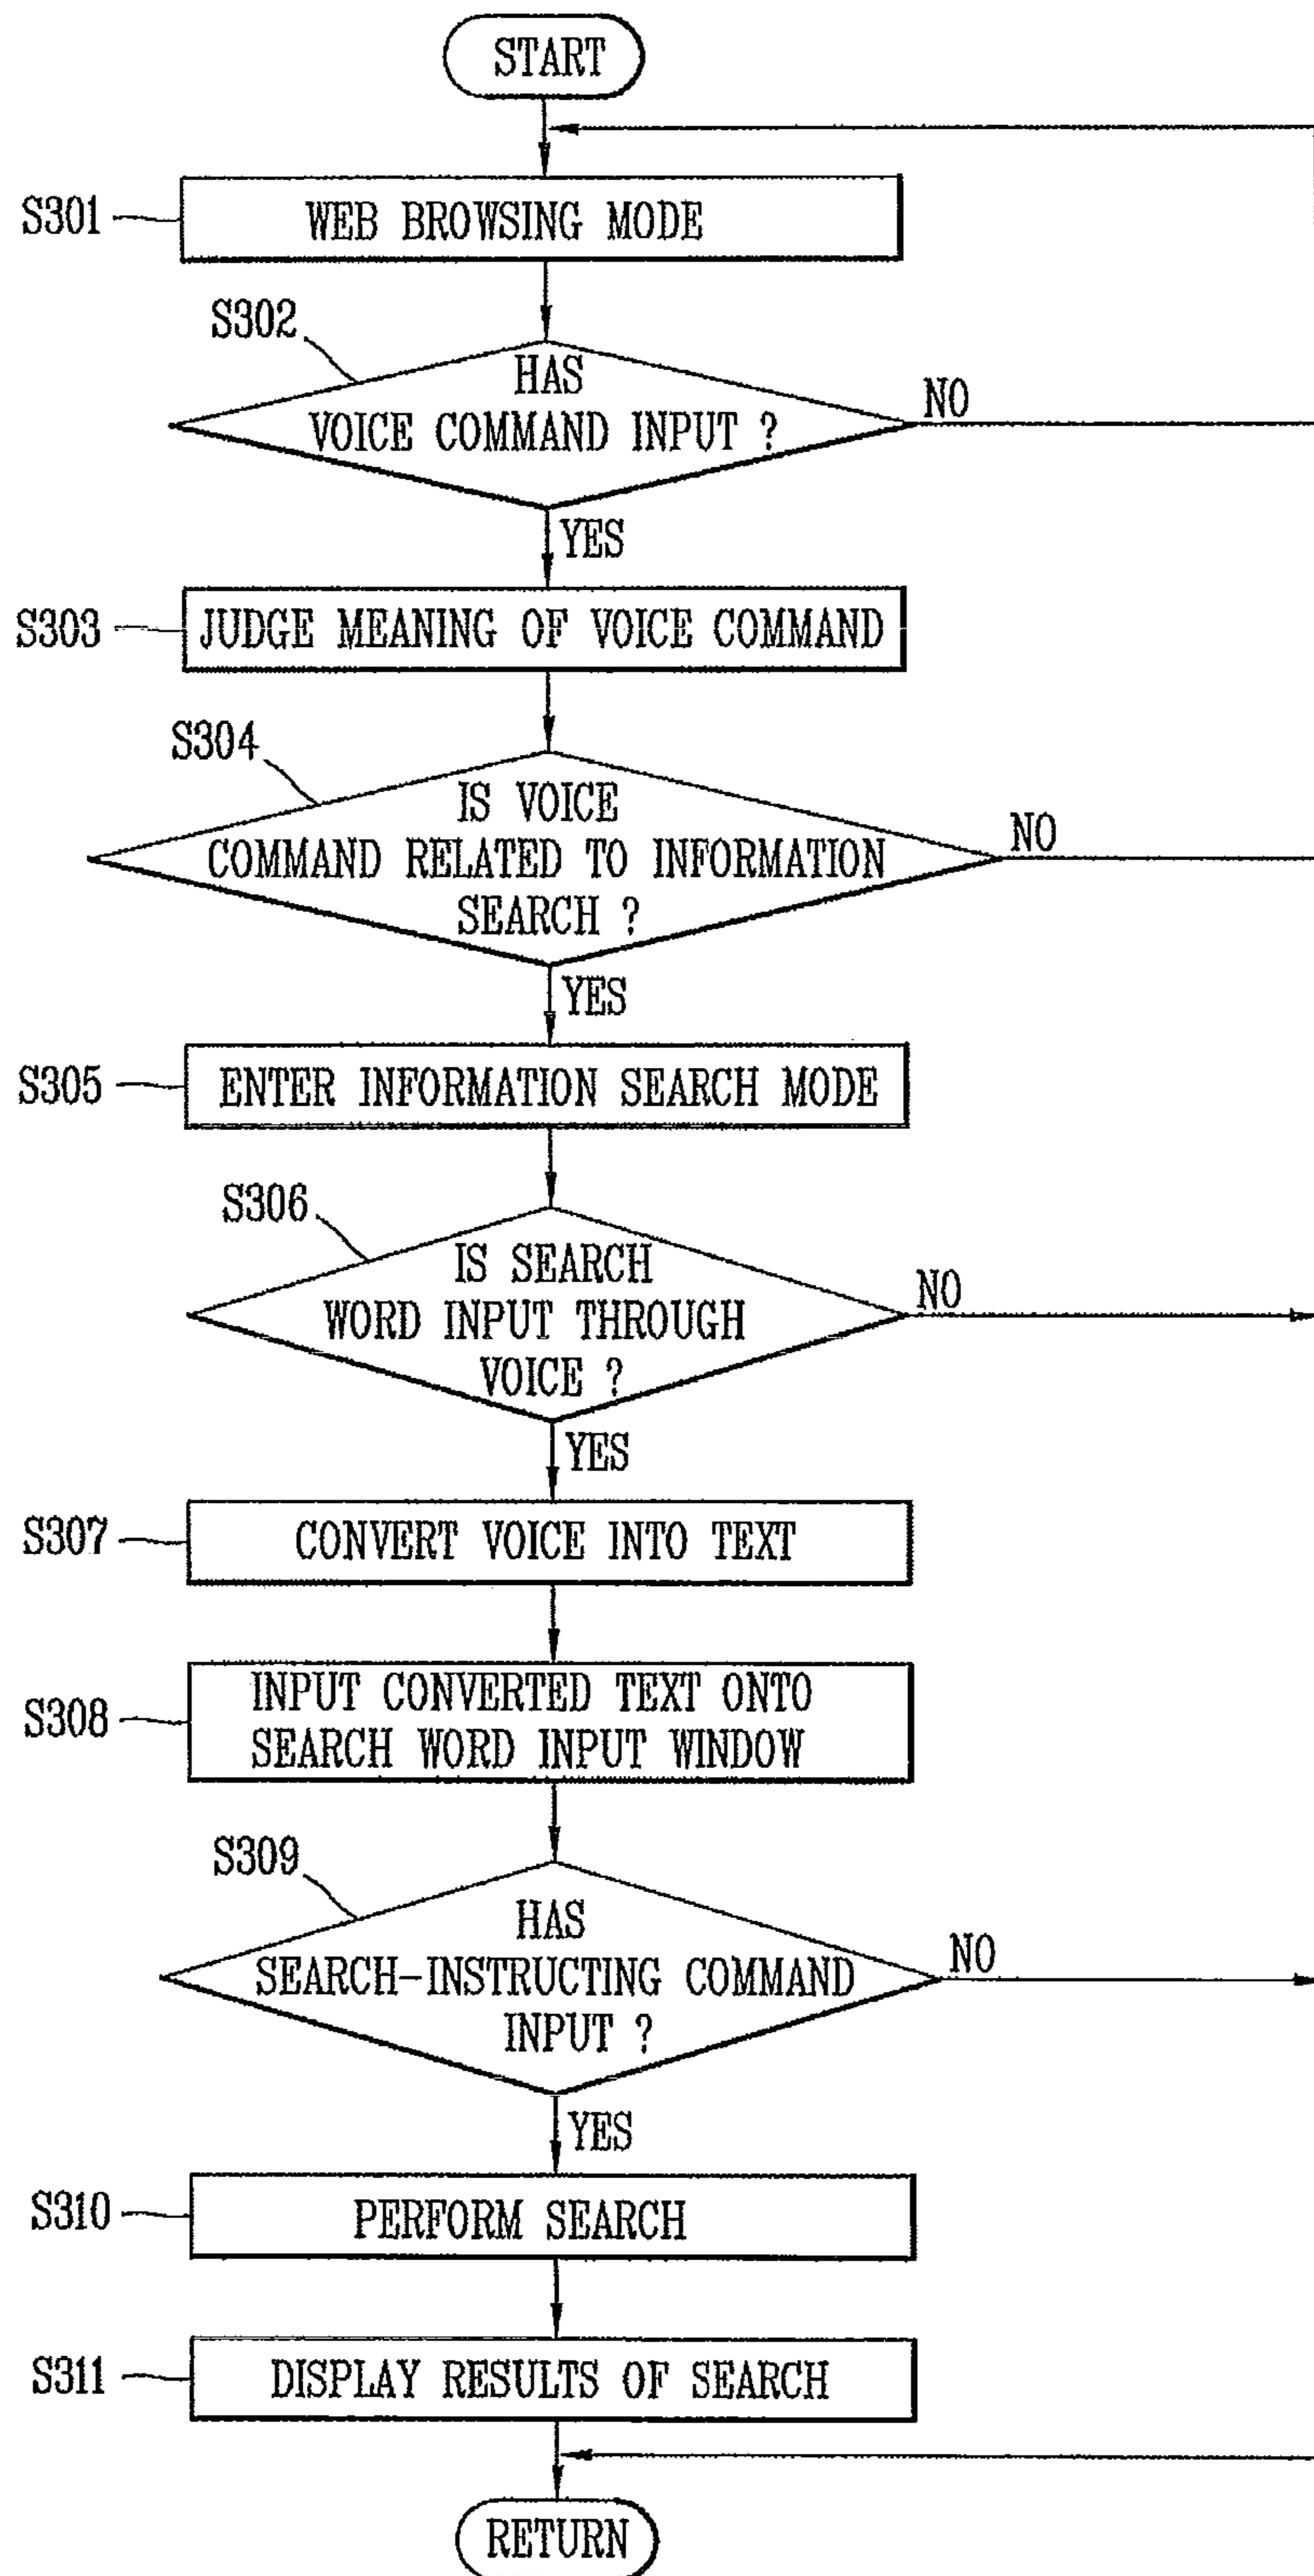 START
S301
WEB BROWSING MODE
S302
HAS
VOICE COMMAND INPUT ?
NO
YES
S303
JUDGE MEANING OF VOICE COMMAND
S304
IS VOICE
COMMAND RELATED TO INFORMATION
SEARCH ?
NO
YES
S305
ENTER INFORMATION SEARCH MODE
S306
IS SEARCH
WORD INPUT THROUGH
VOICE ?
NO
YES
S307
CONVERT VOICE INTO TEXT
S308
INPUT CONVERTED TEXT ONTO
SEARCH WORD INPUT WINDOW
S309
HAS
SEARCH-INSTRUCTING COMMAND
INPUT ?
NO
YES
S310
PERFORM SEARCH
S311
DISPLAY RESULTS OF SEARCH
RETURN